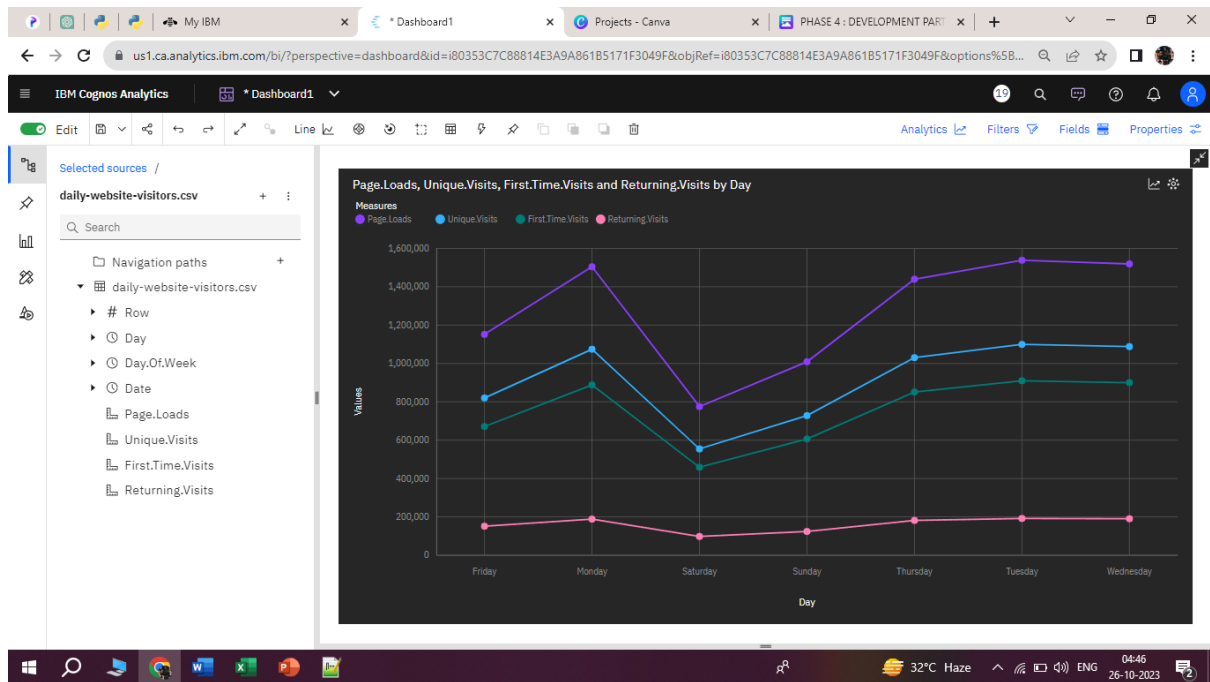 My IBM
* Dashboard1
Projects - Canva
PHASE 4 : DEVELOPMENT PART
us1.ca.analytics.ibm.com/bi/?perspective=dashboard&id=i80353C7C88814E3A9A861B5171F3049F&objRef=i80353C7C88814E3A9A861B5171F3049F&options%5B...
IBM Cognos Analytics
* Dashboard1
19
Edit
Line
Analytics
Filters
Fields
Properties
Selected sources /
daily-website-visitors.csv
Search
Navigation paths
daily-website-visitors.csv
# Row
Day
Day.Of.Week
Date
Page.Loads
Unique.Visits
First.Time.Visits
Returning.Visits
Page.Loads, Unique.Visits, First.Time.Visits and Returning.Visits by Day
Measures
Page.Loads Unique.Visits First.Time.Visits Returning.Visits
1,600,000
1,400,000
1,200,000
1,000,000
800,000
600,000
400,000
200,000
0
Values
Friday Monday Saturday Sunday Thursday Tuesday Wednesday
Day
32°C Haze
ENG
04:46
26-10-2023
2